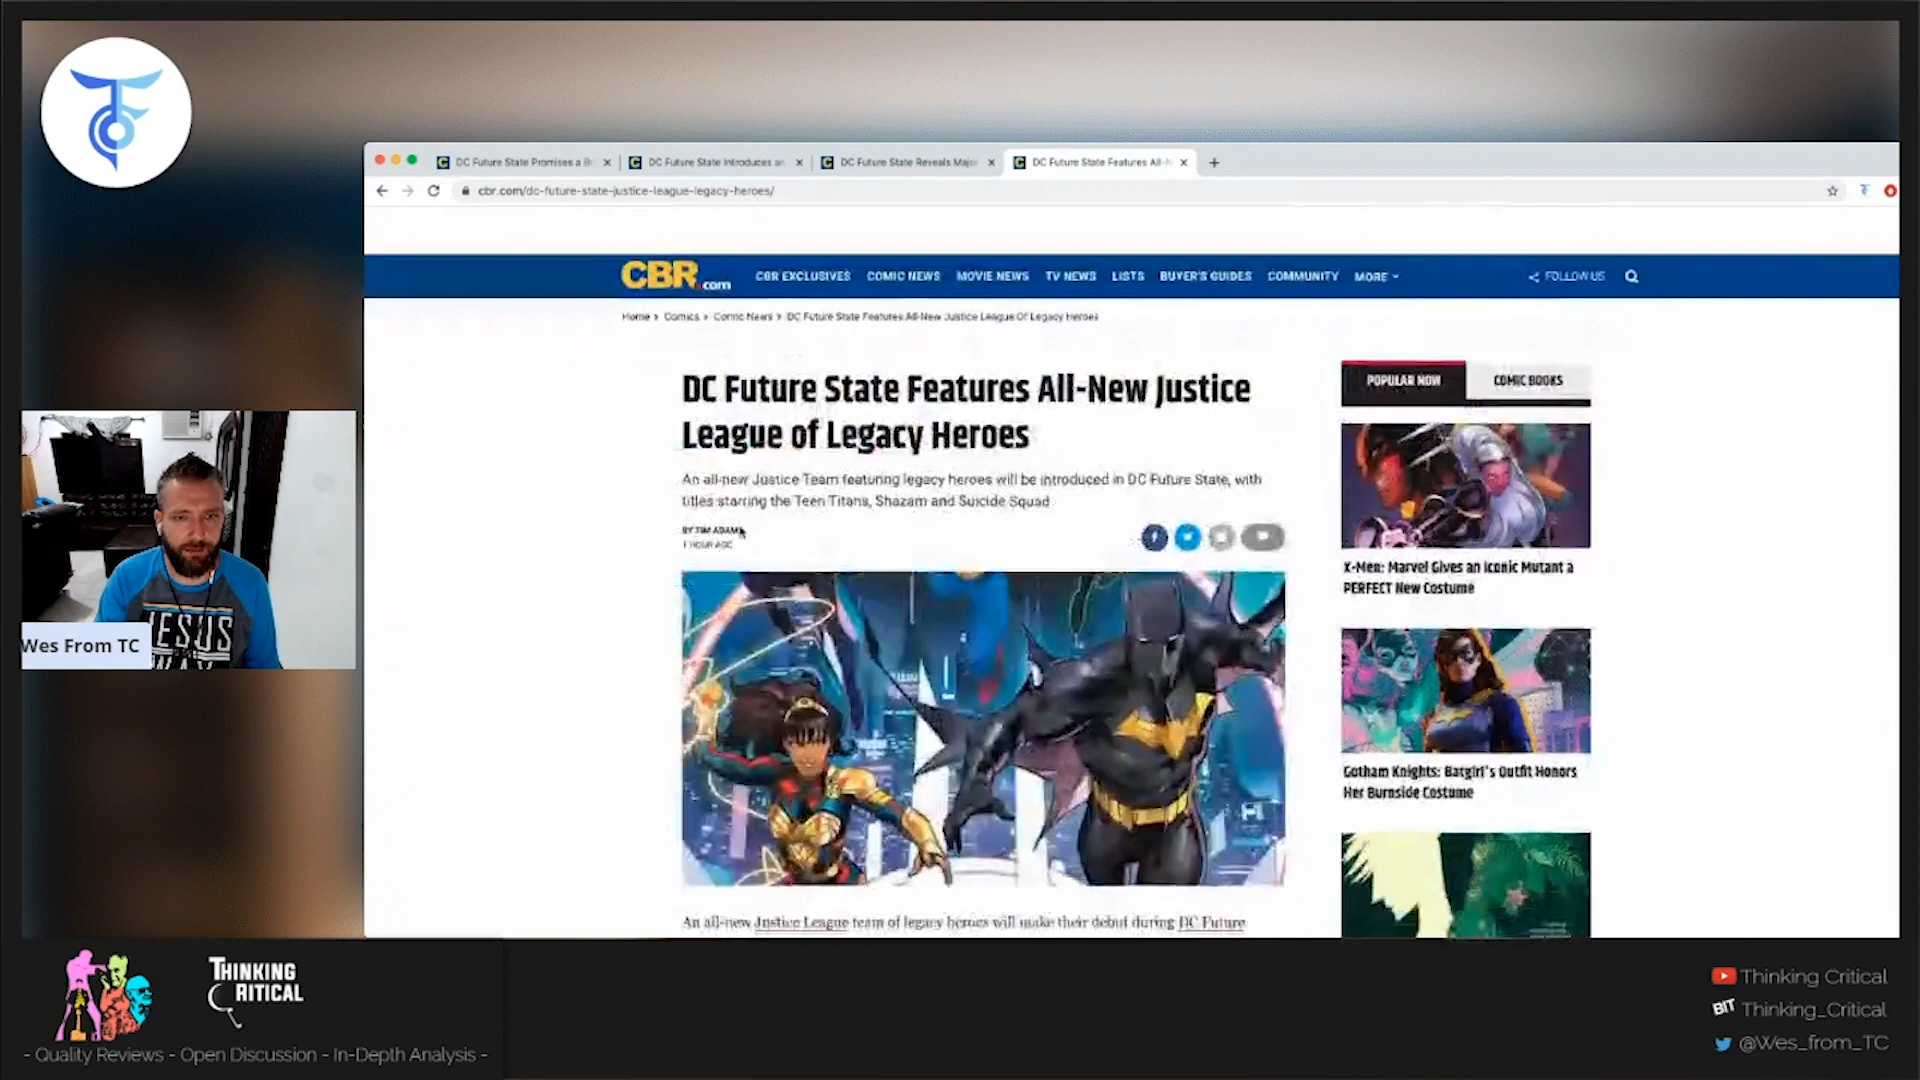 DC Future State Promises a Br
DC Future State Introduces an
DC Future State Reveals Major
DC Future State Features All-N
cbr.com/dc-future-state-justice-league-legacy-heroes/
CBR.com
CBR EXCLUSIVES
COMIC NEWS
MOVIE NEWS
TV NEWS
LISTS
BUYER'S GUIDES
COMMUNITY
MORE
FOLLOW US
Home > Comics > Comic News > DC Future State Features All-New Justice League Of Legacy Heroes
DC Future State Features All-New Justice
League of Legacy Heroes
An all-new Justice Team featuring legacy heroes will be introduced in DC Future State, with
titles starring the Teen Titans, Shazam and Suicide Squad
BY TIM ADAMS
1 HOUR AGO
An all-new Justice League team of legacy heroes will make their debut during DC Future
POPULAR NOW
COMIC BOOKS
X-Men: Marvel Gives an Iconic Mutant a
PERFECT New Costume
Gotham Knights: Batgirl's Outfit Honors
Her Burnside Costume
JESUS
WAY
Wes From TC
THINKING
CRITICAL
- Quality Reviews - Open Discussion - In-Depth Analysis -
Thinking Critical
BIT Thinking_Critical
@Wes_from_TC